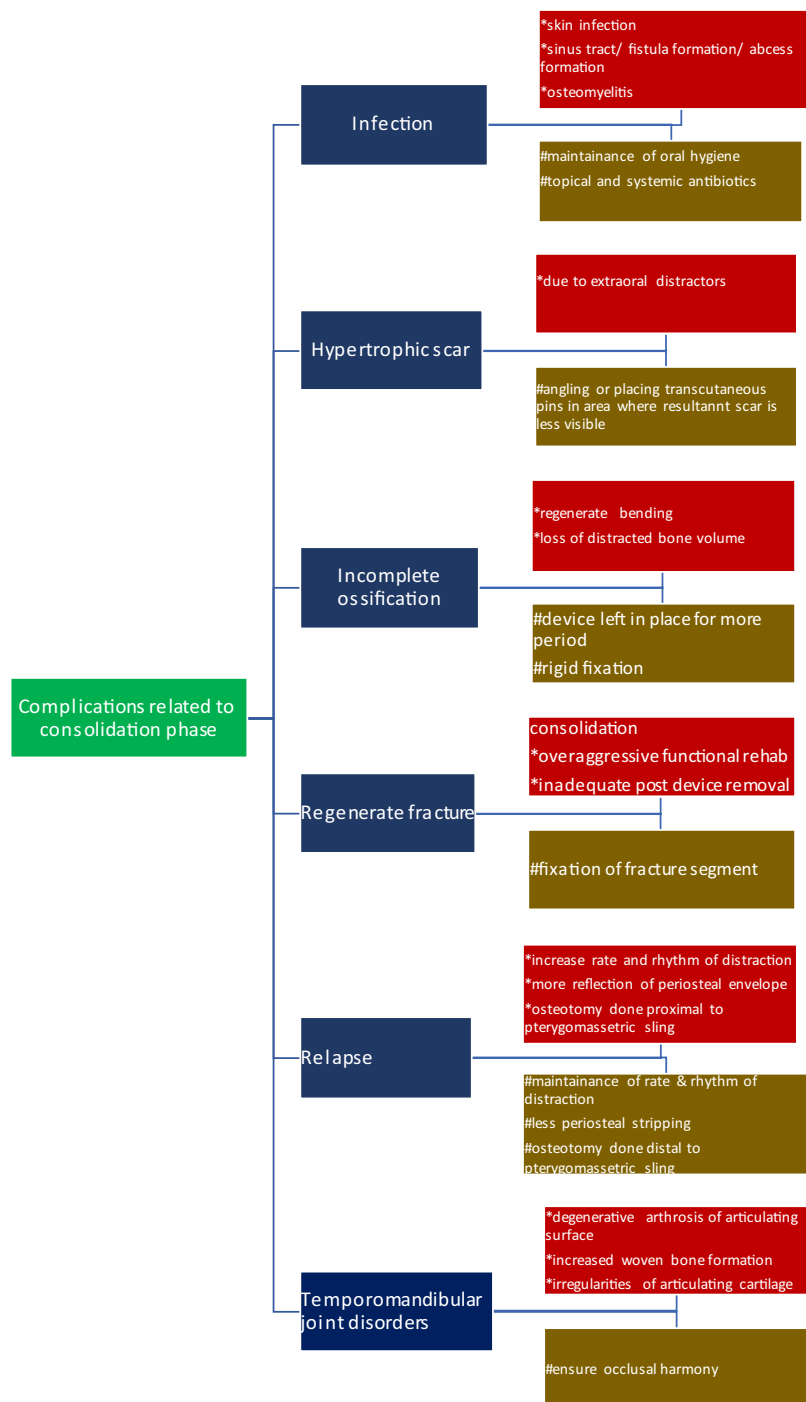 *skin infection
*sinus tract/ fistula formation/ abcess
formation
*osteomyelitis
Infection
#maintainance of oral hygiene
#topical and systemic antibiotics
*due to extraoral distractors
Hypertrophic scar
#angling or placing transcutaneous
pins in area where resultannt scar is
less visible
*regenerate bending
*loss of distracted bone volume
Incomplete
ossification
#device left in place for more
period
#rigid fixation
Complications related to
consolidation phase
consolidation
*overaggressive functional rehab
*inadequate post device removal
Regenerate fracture
#fixation of fracture segment
*increase rate and rhythm of distraction
*more reflection of periosteal envelope
*osteotomy done proximal to
pterygomassetric sling
Relapse
#maintainance of rate & rhythm of
distraction
#less periosteal stripping
#osteotomy done distal to
pterygomassetric sling
*degenerative arthrosis of articulating
surface
*increased woven bone formation
*irregularities of articulating cartilage
Temporomandibular
joint disorders
#ensure occlusal harmony